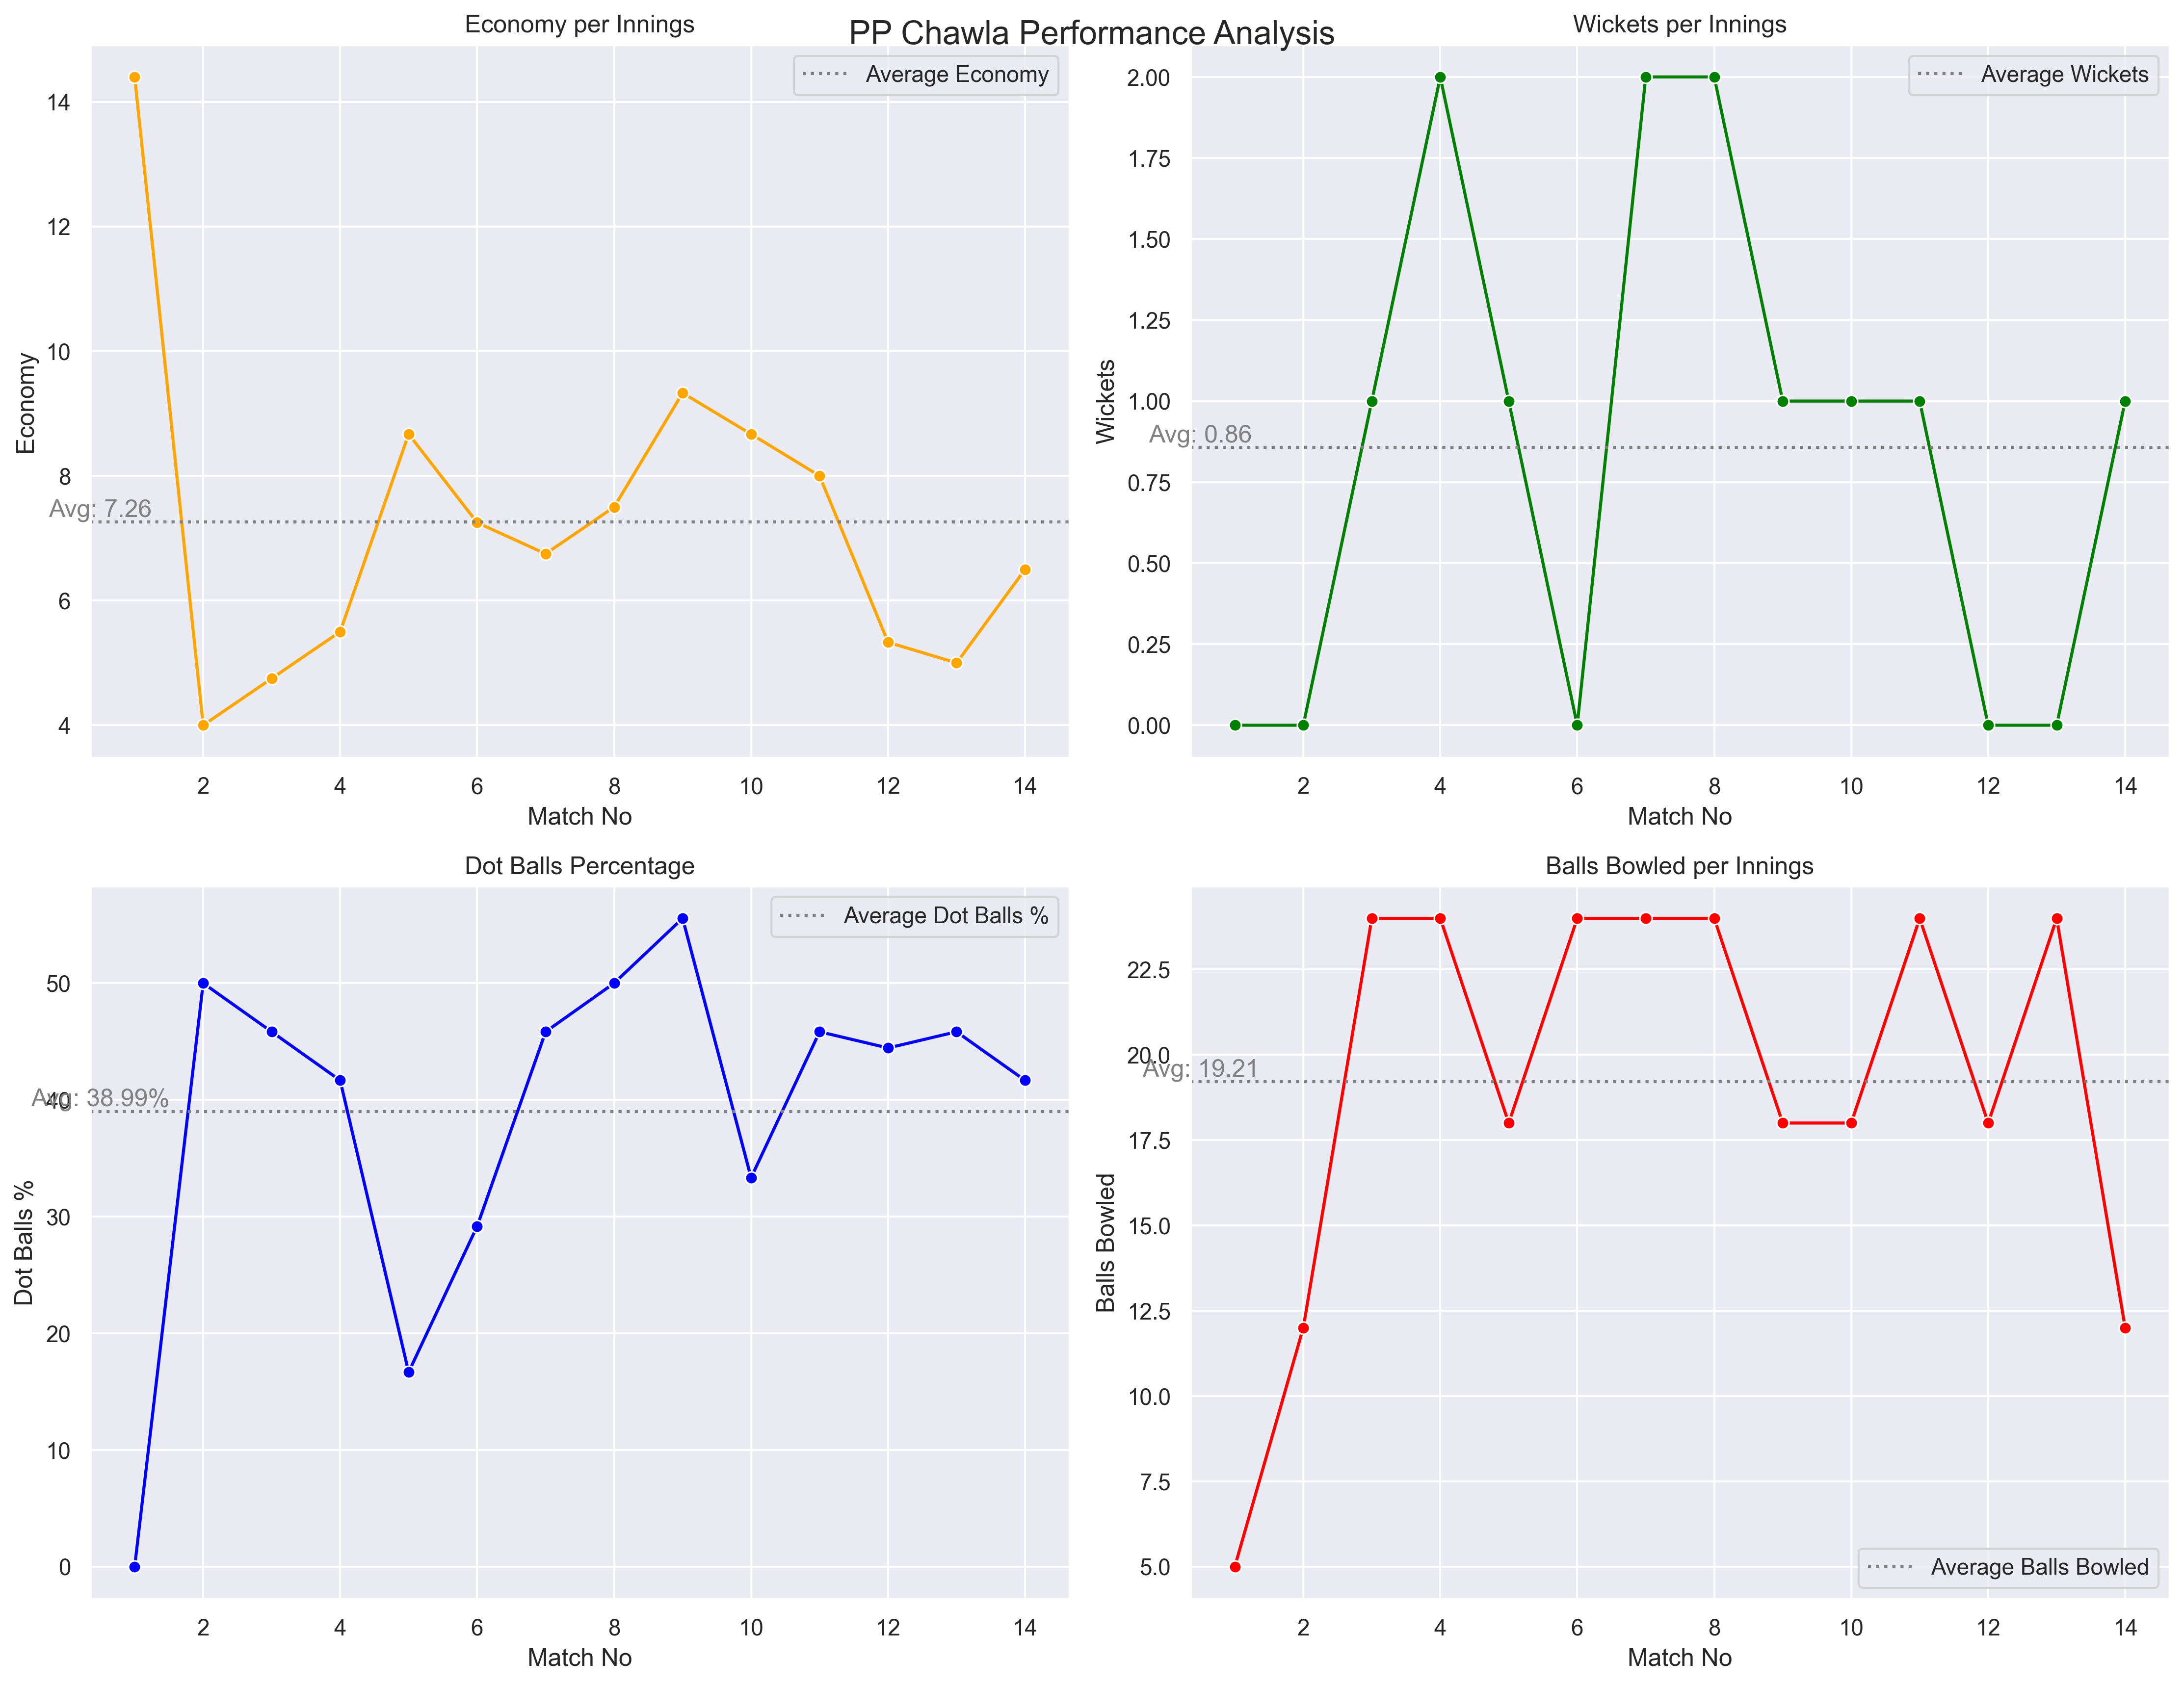 PP Chawla Performance Analysis
Economy per Innings
Average Economy
Economy
14
12
10
8
6
4
Avg: 7.26
2
4
6
8
10
12
14
Match No
Wickets per Innings
Average Wickets
Wickets
2.00
1.75
1.50
1.25
1.00
0.75
0.50
0.25
0.00
Avg: 0.86
2
4
6
8
10
12
14
Match No
Dot Balls Percentage
Average Dot Balls %
Dot Balls %
50
40
30
20
10
0
Avg: 38.99%
2
4
6
8
10
12
14
Match No
Balls Bowled per Innings
Balls Bowled
22.5
20.0
17.5
15.0
12.5
10.0
7.5
5.0
Avg: 19.21
Average Balls Bowled
2
4
6
8
10
12
14
Match No